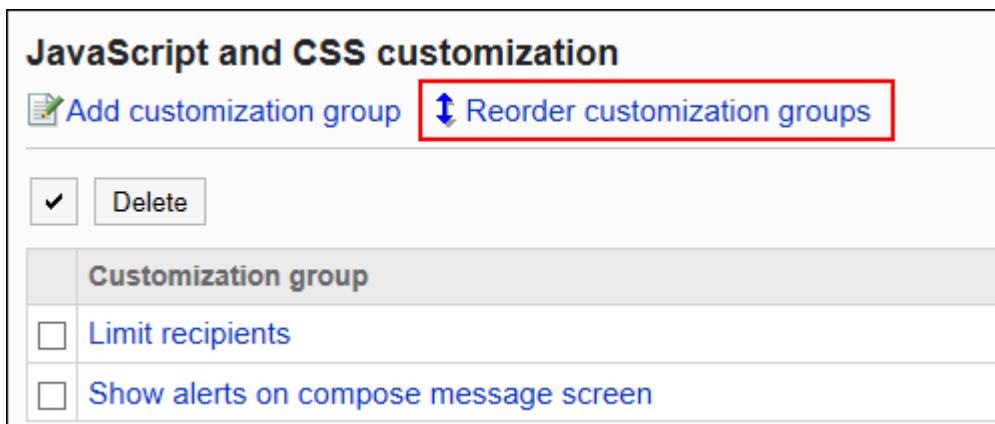 JavaScript and CSS customization
Add customization group Reorder customization groups
Delete
Customization group
Limit recipients
Show alerts on compose message screen